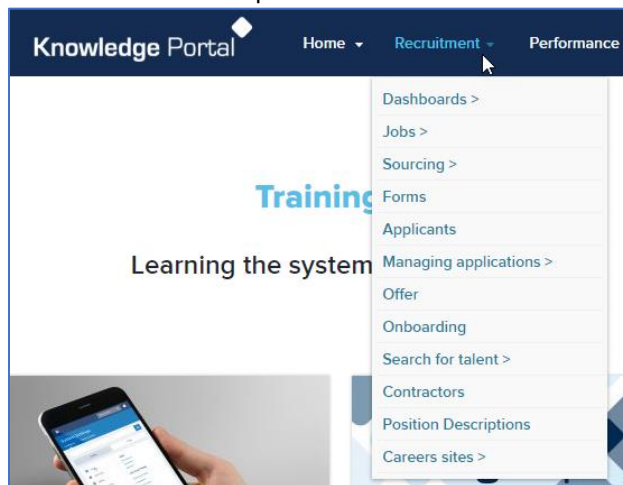 Knowledge Portal
Home
Recruitment
Performance
Dashboards >
Jobs >
Sourcing >
Training
Forms
Applicants
Learning the system
Managing applications >
Offer
Onboarding
Search for talent >
Contractors
Position Descriptions
Careers sites >